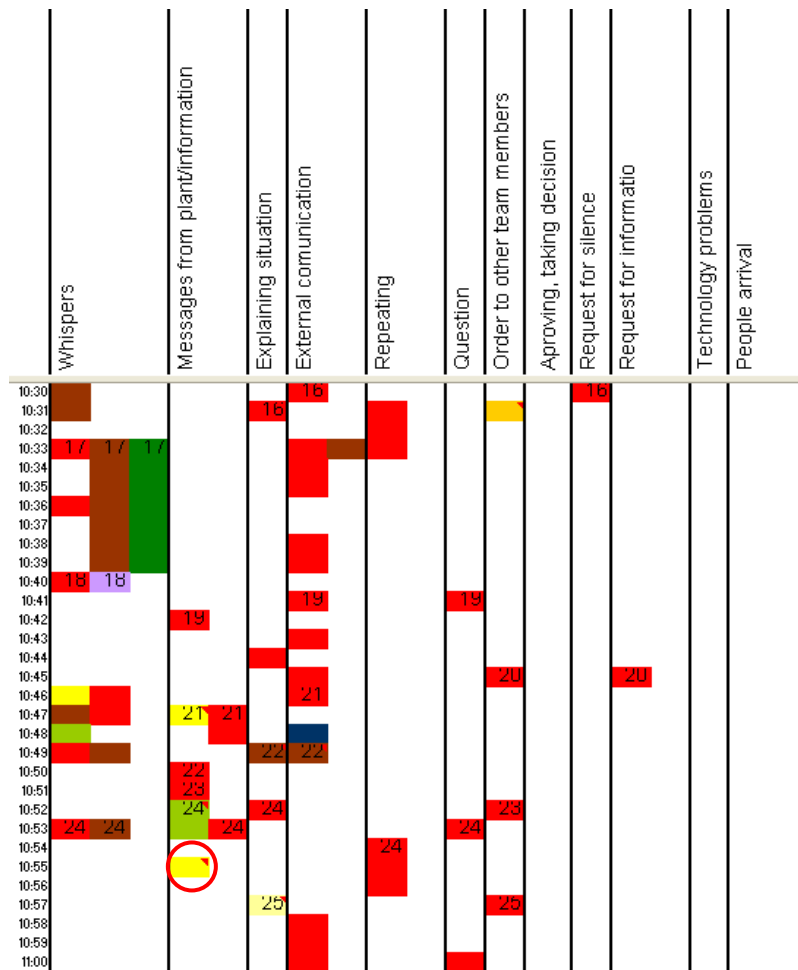 Whispers
Messages from plant/information
Explaining situation
External comunication
Repeating
Question
Order to other team members
Aproving, taking decision
Request for silence
Request for informatio
Technology problems
People arrival
10:30 16 16
10:31 16
10:32
10:33 17 17 17
10:34
10:35
10:36
10:37
10:38
10:39
10:40 18 18
10:41 19 19
10:42 19
10:43
10:44
10:45 20 20
10:46 21
10:47 21 21
10:48
10:49 22 22
10:50 22
10:51 23
10:52 24 24 23
10:53 24 24 24 24
10:54 24
10:55
10:56
10:57 25 25
10:58
10:59
11:00